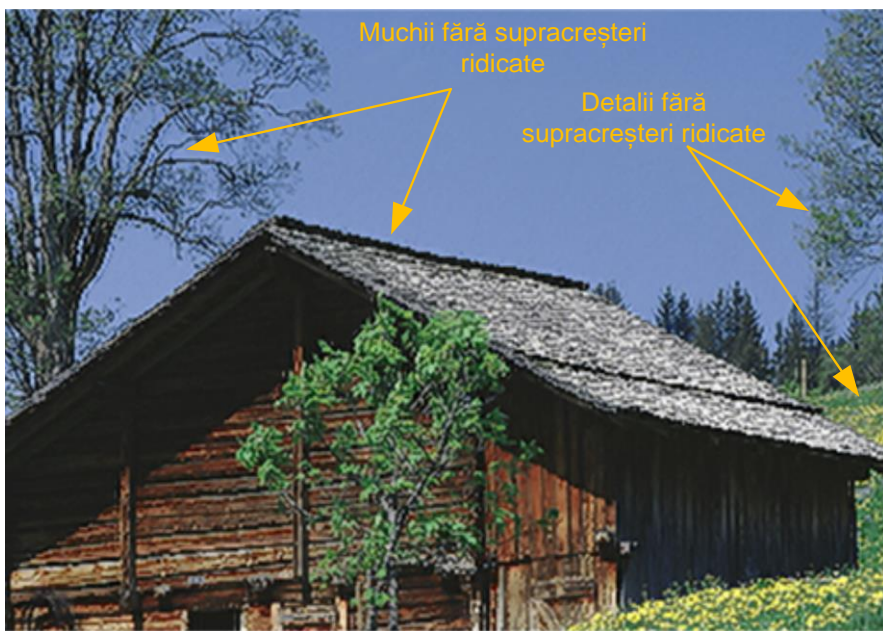 Muchii fără supracreșteri
ridicate
Detalii fără
supracreșteri ridicate